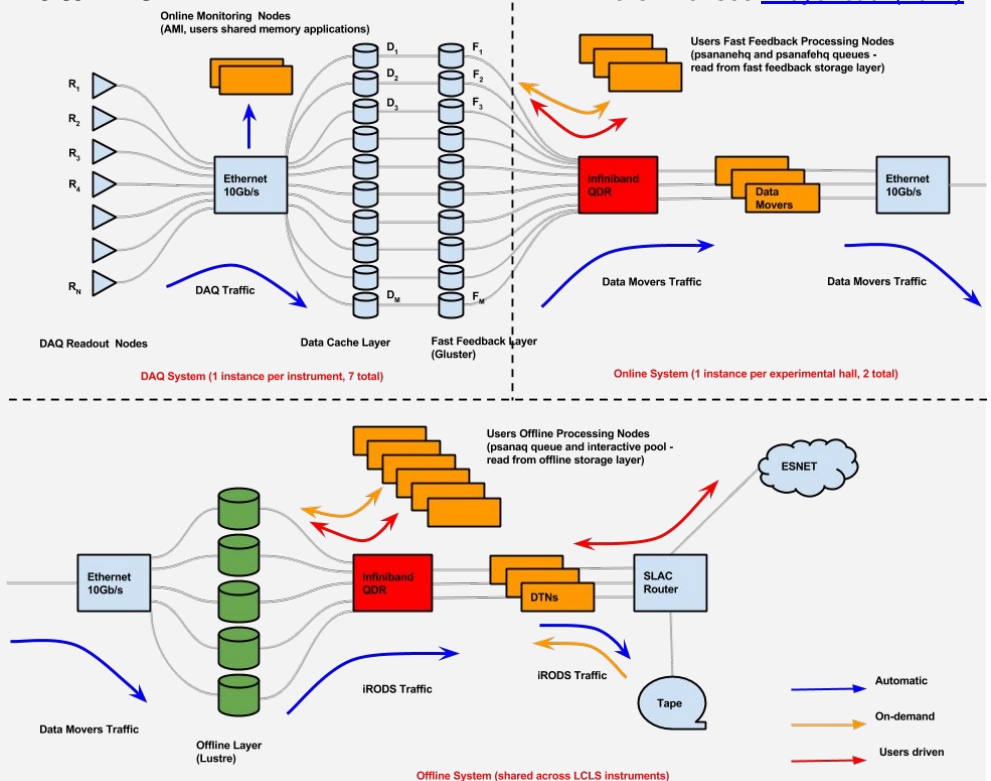 Online Monitoring Nodes
(AMI, users shared memory applications)
R1
R2
R3
R4
RN
Ethernet
10Gb/s
D1
D2
D3
DM
F1
F2
F3
FM
DAQ Traffic
DAQ Readout Nodes
Data Cache Layer
Fast Feedback Layer
(Gluster)
DAQ System (1 instance per instrument, 7 total)
Users Fast Feedback Processing Nodes
(psananehq and psanafehq queues -
read from fast feedback storage layer)
Infiniband
QDR
Data
Movers
Ethernet
10Gb/s
Data Movers Traffic
Data Movers Traffic
Online System (1 instance per experimental hall, 2 total)
Users Offline Processing Nodes
(psanaq queue and interactive pool -
read from offline storage layer)
ESNET
Ethernet
10Gb/s
Infiniband
QDR
DTNs
SLAC
Router
iRODS Traffic
iRODS Traffic
Tape
Data Movers Traffic
Offline Layer
(Lustre)
Automatic
On-demand
Users driven
Offline System (shared across LCLS instruments)